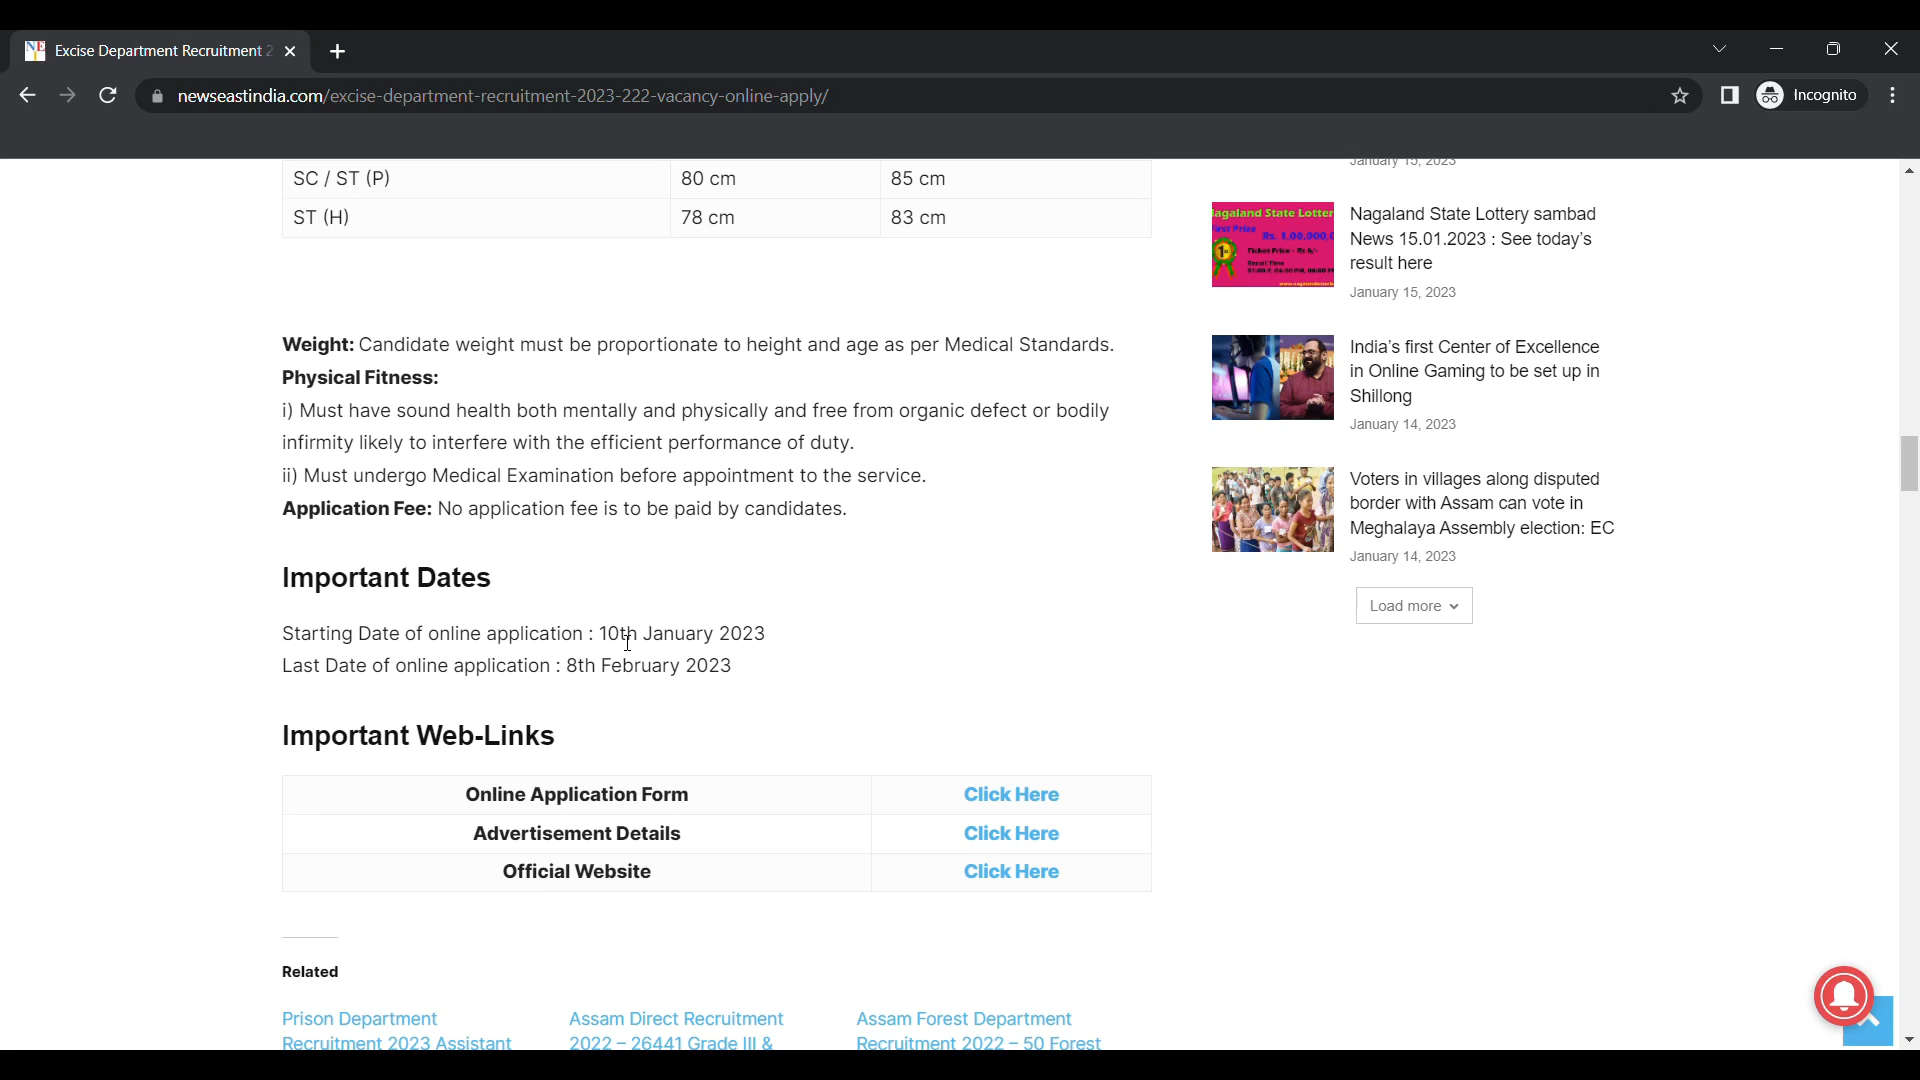 Excise Department Recruitment 2
newseastindia.com/excise-department-recruitment-2023-222-vacancy-online-apply/
Incognito
SC / ST (P) 80 cm 85 cm
ST (H) 78 cm 83 cm
Weight: Candidate weight must be proportionate to height and age as per Medical Standards.
Physical Fitness:
i) Must have sound health both mentally and physically and free from organic defect or bodily
infirmity likely to interfere with the efficient performance of duty.
ii) Must undergo Medical Examination before appointment to the service.
Application Fee: No application fee is to be paid by candidates.
Important Dates
Starting Date of online application : 10th January 2023
Last Date of online application : 8th February 2023
Important Web-Links
Online Application Form Click Here
Advertisement Details Click Here
Official Website Click Here
Related
Prison Department
Recruitment 2023 Assistant
Assam Direct Recruitment
2022 – 26441 Grade III &
Assam Forest Department
Recruitment 2022 – 50 Forest
January 15, 2023
Nagaland State Lottery sambad
News 15.01.2023 : See today's
result here
January 15, 2023
India's first Center of Excellence
in Online Gaming to be set up in
Shillong
January 14, 2023
Voters in villages along disputed
border with Assam can vote in
Meghalaya Assembly election: EC
January 14, 2023
Load more